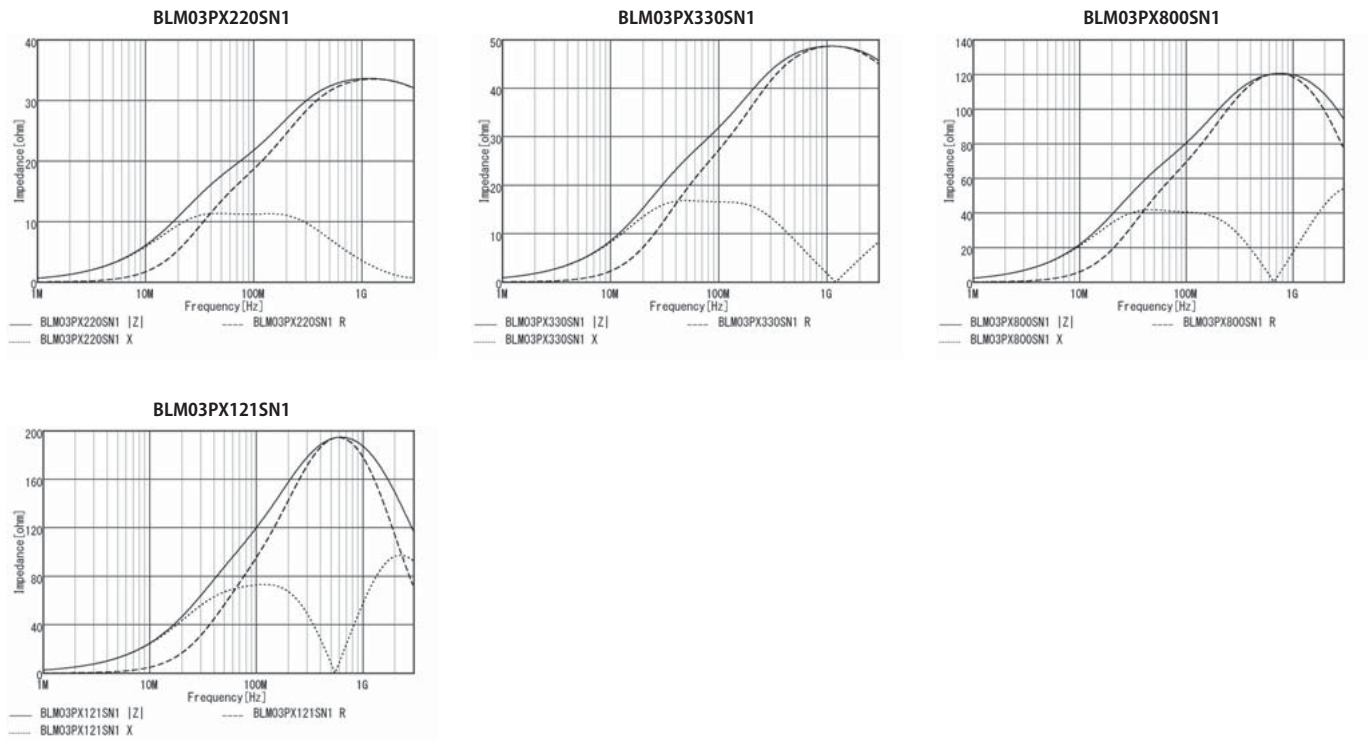 BLM03PX220SN1
40
30
20
10
0
Impedance[ohm]
1M 10M 100M 1G
Frequency[Hz]
BLM03PX220SN1 |Z| BLM03PX220SN1 R
BLM03PX220SN1 X
BLM03PX330SN1
50
40
30
20
10
0
Impedance[ohm]
1M 10M 100M 1G
Frequency[Hz]
BLM03PX330SN1 |Z| BLM03PX330SN1 R
BLM03PX330SN1 X
BLM03PX800SN1
140
120
100
80
60
40
20
0
Impedance[ohm]
1M 10M 100M 1G
Frequency[Hz]
BLM03PX800SN1 |Z| BLM03PX800SN1 R
BLM03PX800SN1 X
BLM03PX121SN1
200
160
120
80
40
0
Impedance[ohm]
1M 10M 100M 1G
Frequency[Hz]
BLM03PX121SN1 |Z| BLM03PX121SN1 R
BLM03PX121SN1 X